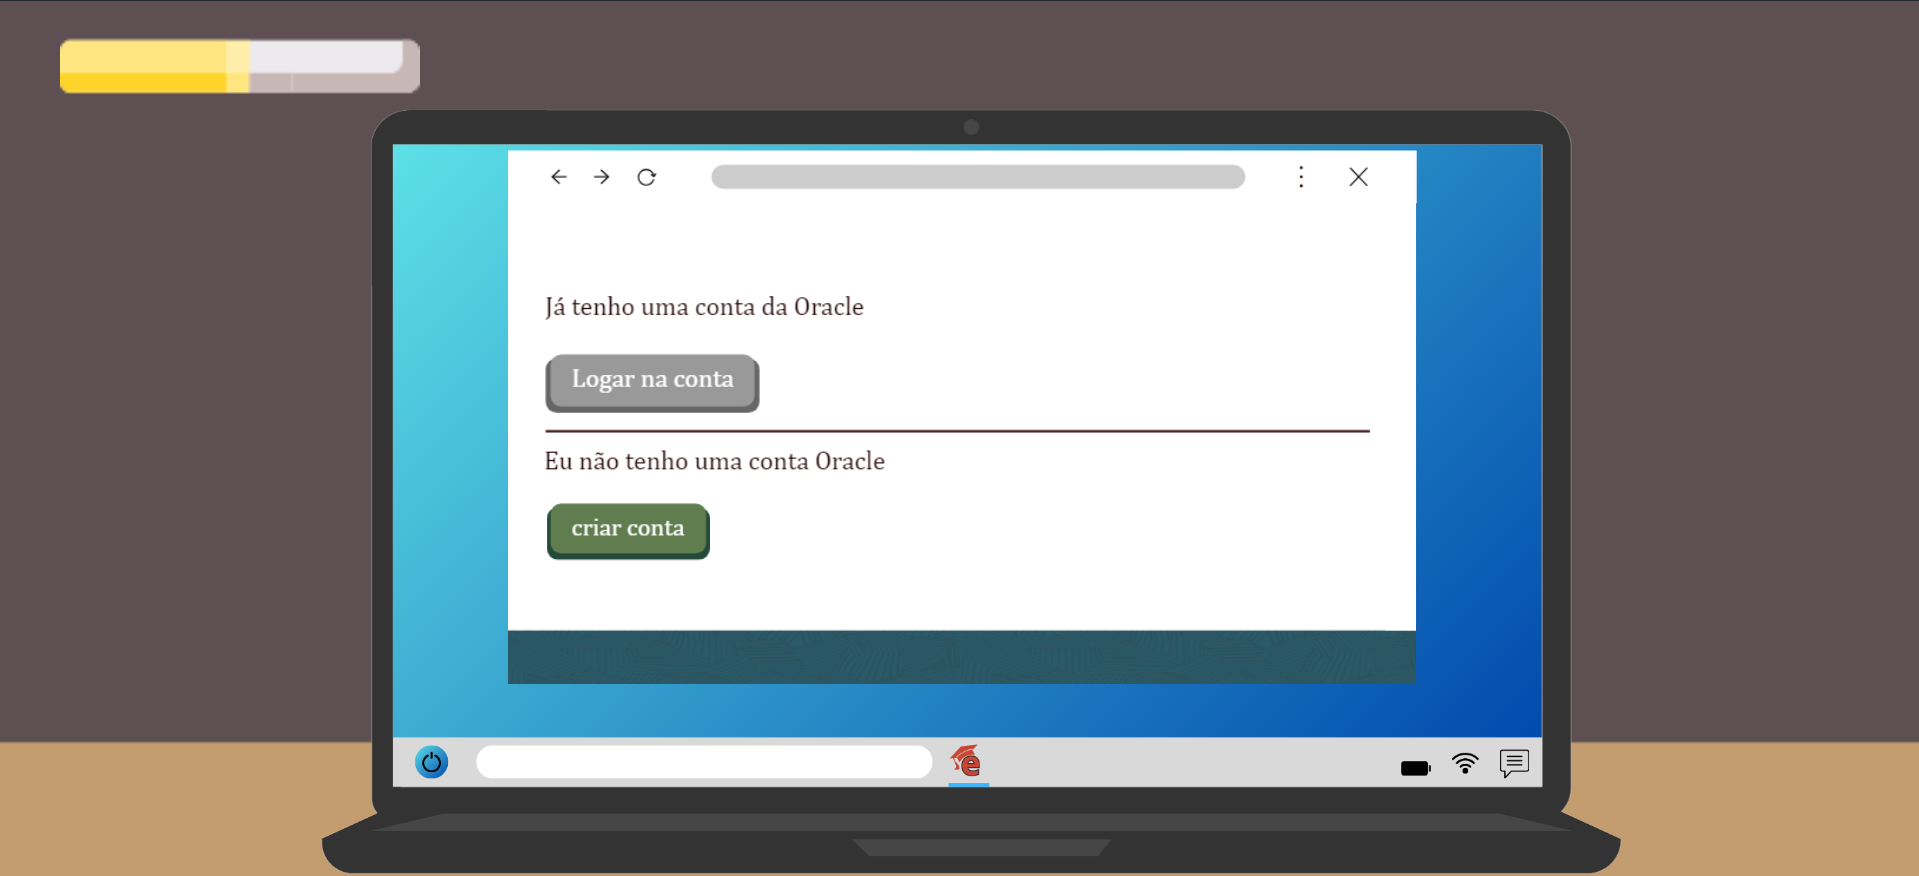 Já tenho uma conta da Oracle
Logar na conta
Eu não tenho uma conta Oracle
criar conta
e